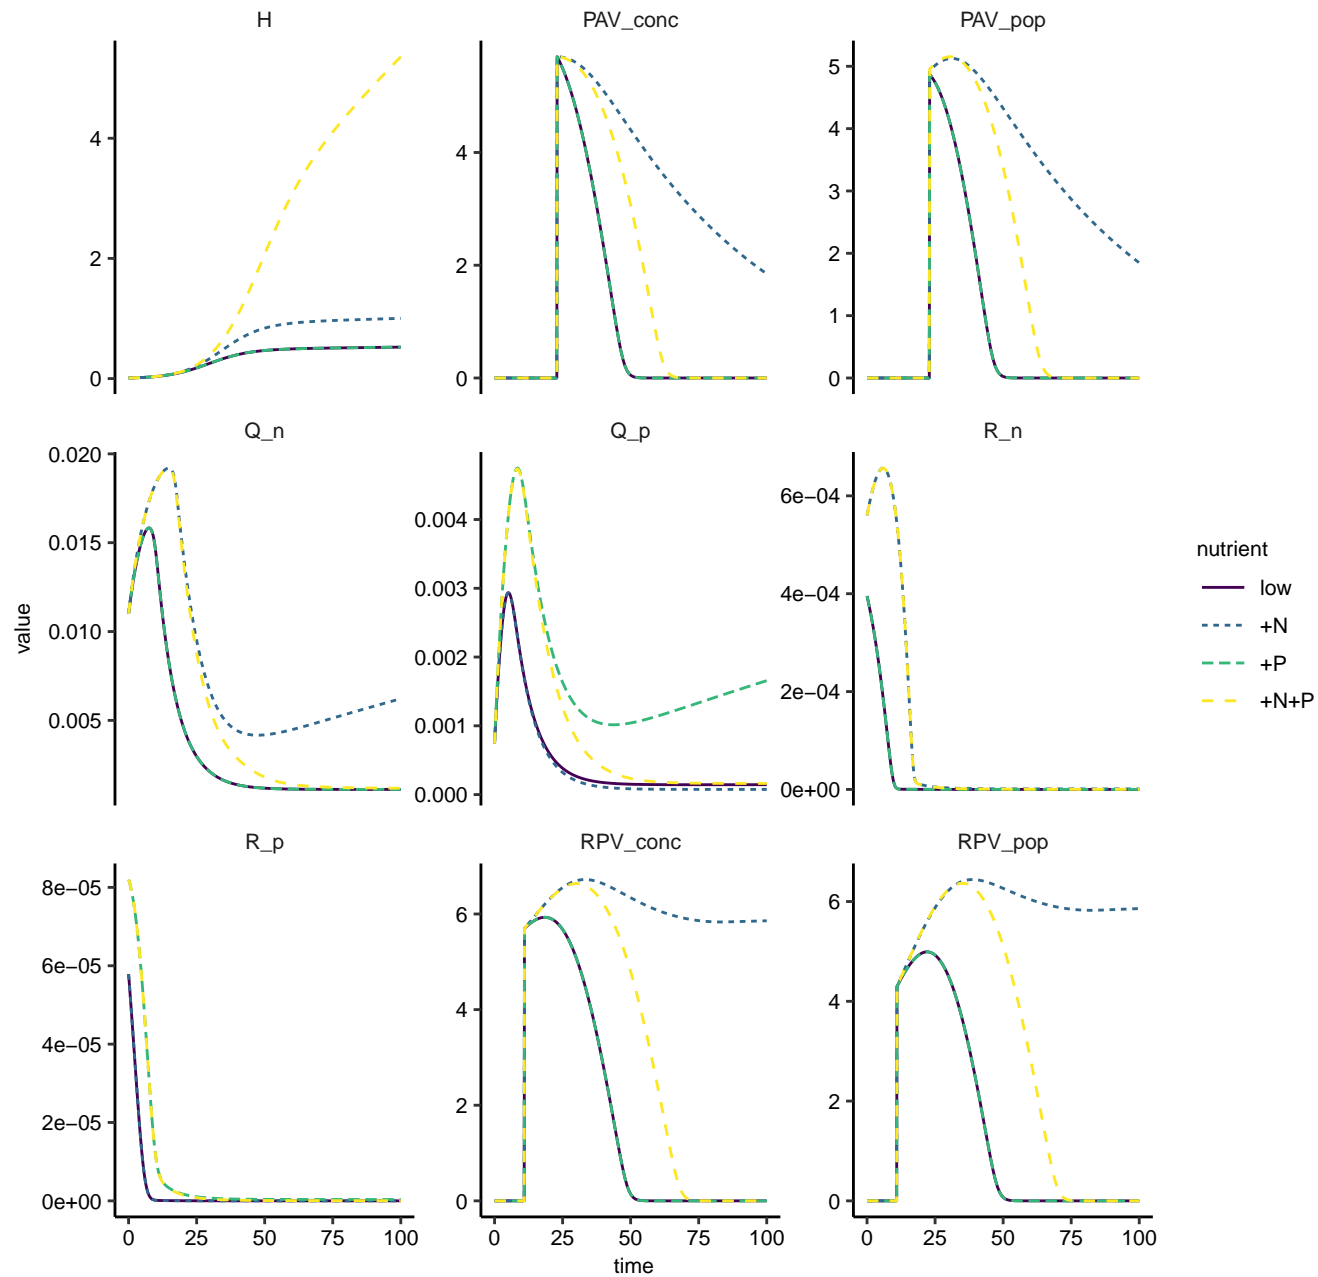 H
PAV_conc
PAV_pop
4
2
0
4
2
0
5
4
3
2
1
0
Q_n
Q_p
R_n
0.020
0.015
0.010
0.005
0.004
0.003
0.002
0.001
0.000
6e−04
4e−04
2e−04
0e+00
R_p
RPV_conc
RPV_pop
8e−05
6e−05
4e−05
2e−05
0e+00
6
4
2
0
6
4
2
0
0 25 50 75 100
0 25 50 75 100
0 25 50 75 100
time
value
nutrient
low
+N
+P
+N+P